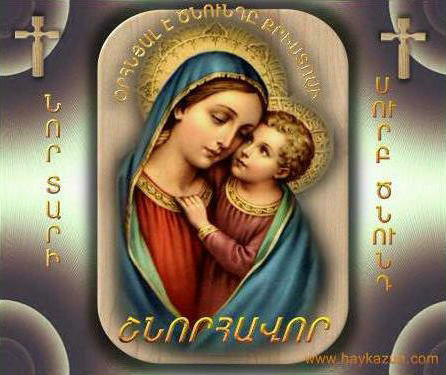 ՕՐՀՆՅԱԼ Է ԾՆՈՒՆԴԸ ՔՐԻՍՏՈՍԻ
ՆՈՐ ՏԱՐԻ
ՍՈՒՐԲ ԾՆՈՒՆԴ
ՇՆՈՐՀԱՎՈՐ
www.haykazun.com